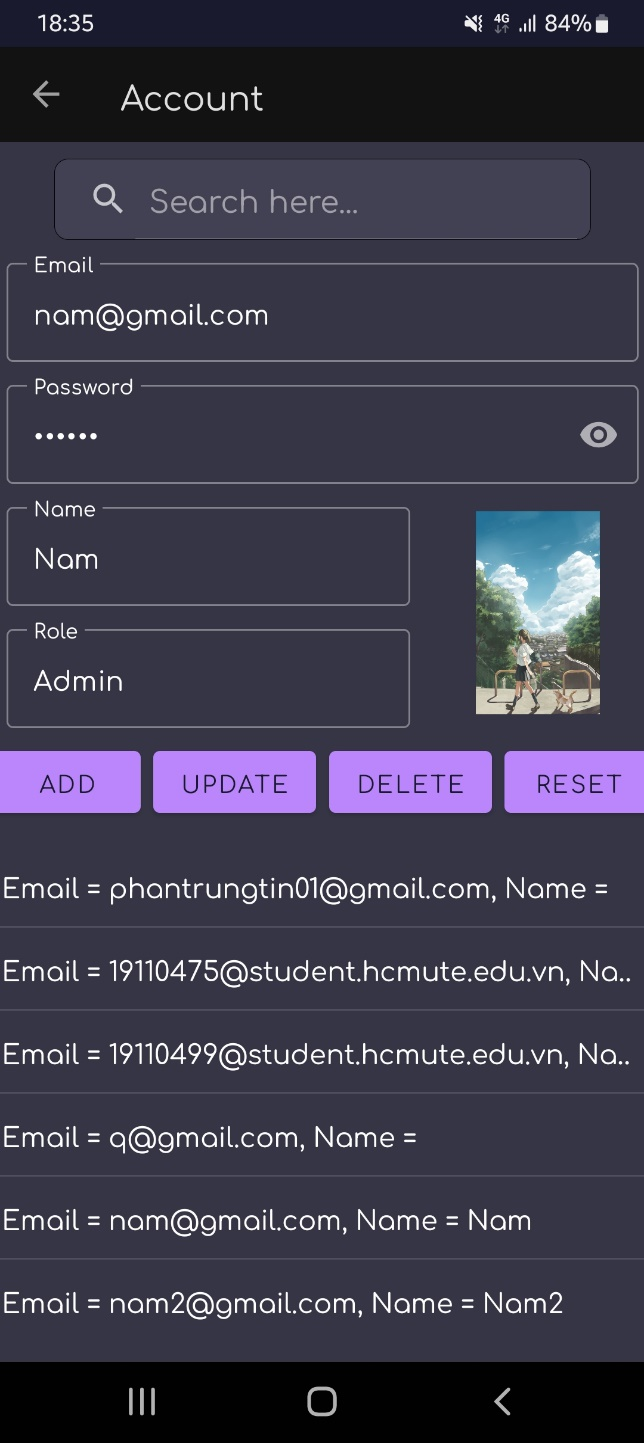 18:35 4G 84%
Account
Search here...
Email
nam@gmail.com
Password
••••••
Name
Nam
Role
Admin
ADD UPDATE DELETE RESET
Email = phantrungtin01@gmail.com, Name =
Email = 19110475@student.hcmute.edu.vn, Na..
Email = 19110499@student.hcmute.edu.vn, Na..
Email = q@gmail.com, Name =
Email = nam@gmail.com, Name = Nam
Email = nam2@gmail.com, Name = Nam2